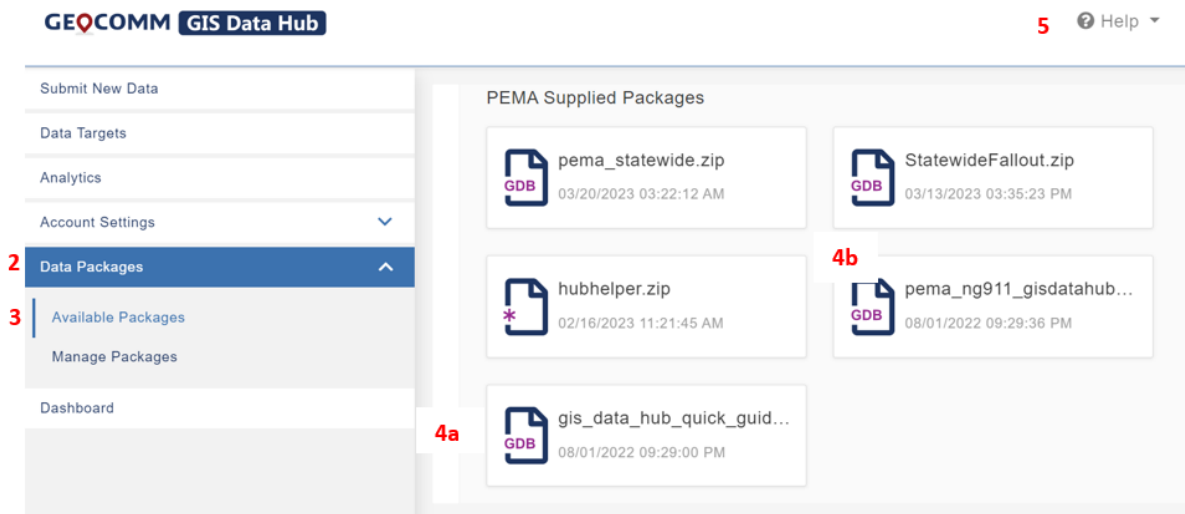 GEOCOMM GIS Data Hub
5 Help
Submit New Data
Data Targets
Analytics
Account Settings
2 Data Packages
3 Available Packages
Manage Packages
Dashboard
PEMA Supplied Packages
GDB pema_statewide.zip
03/20/2023 03:22:12 AM
GDB StatewideFallout.zip
03/13/2023 03:35:23 PM
* hubhelper.zip
02/16/2023 11:21:45 AM
4b
GDB pema_ng911_gisdatahub...
08/01/2022 09:29:36 PM
4a
GDB gis_data_hub_quick_guid...
08/01/2022 09:29:00 PM